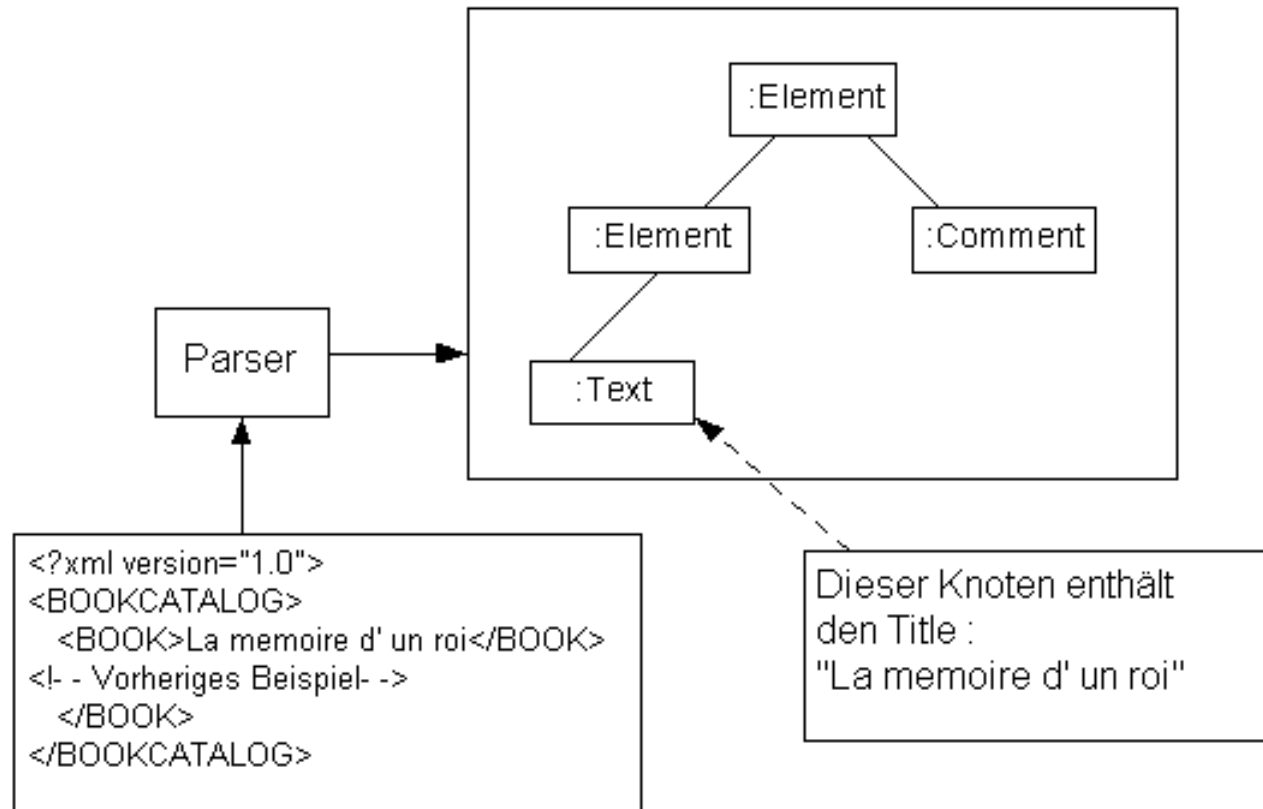 :Element
:Element
:Comment
Parser
:Text
<?xml version="1.0">
<BOOKCATALOG>
<BOOK>La memoire d' un roi</BOOK>
<!- - Vorheriges Beispiel- ->
</BOOK>
</BOOKCATALOG>
Dieser Knoten enthält
den Title :
"La memoire d' un roi"